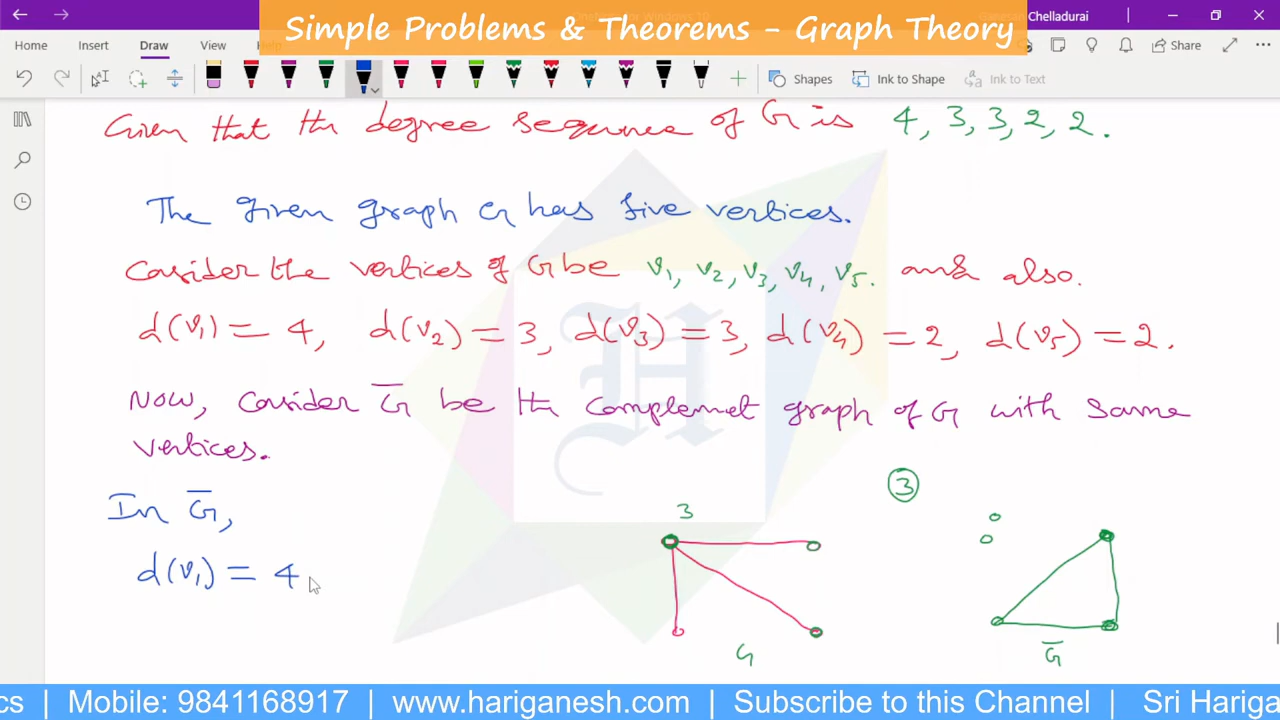 Simple Problems & Theorems - Graph Theory
Chelladurai
Home Insert Draw View
Share
Shapes Ink to Shape Ink to Text
Given that the degree sequence of G is 4, 3, 3, 2, 2.
The given graph G has five vertices.
Consider the vertices of G be v1, v2, v3, v4, v5. and also.
d(v1) = 4, d(v2) = 3, d(v3) = 3, d(v4) = 2, d(v5) = 2.
Now, Consider G̅ be the complemet graph of G with same
vertices.
In G̅,
d(v1) = 4
3
3
G
G̅
cs | Mobile: 9841168917 | www.hariganesh.com | Subscribe to this Channel | Sri Hariga